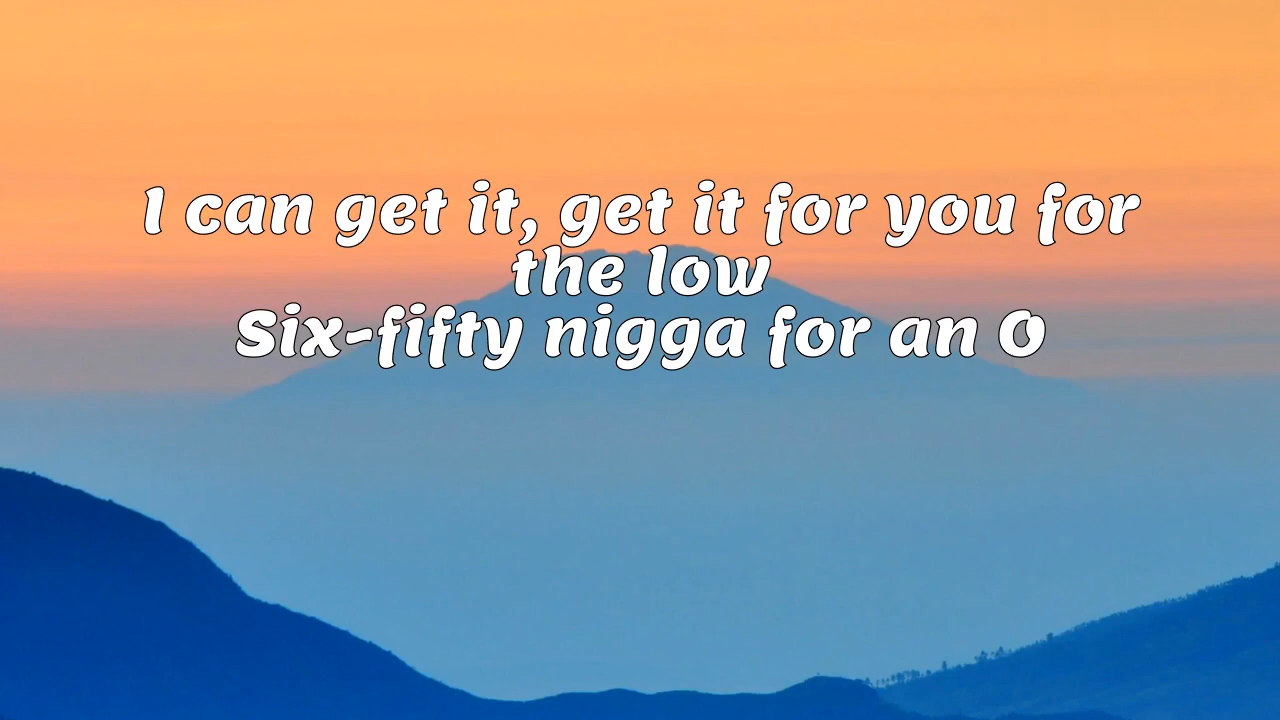 I can get it, get it for you for
the low
Six-fifty nigga for an O